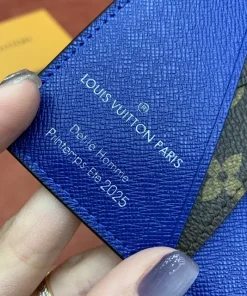 LOUIS VUITTON PARIS
Défilé Homme
Printemps Eté 2025